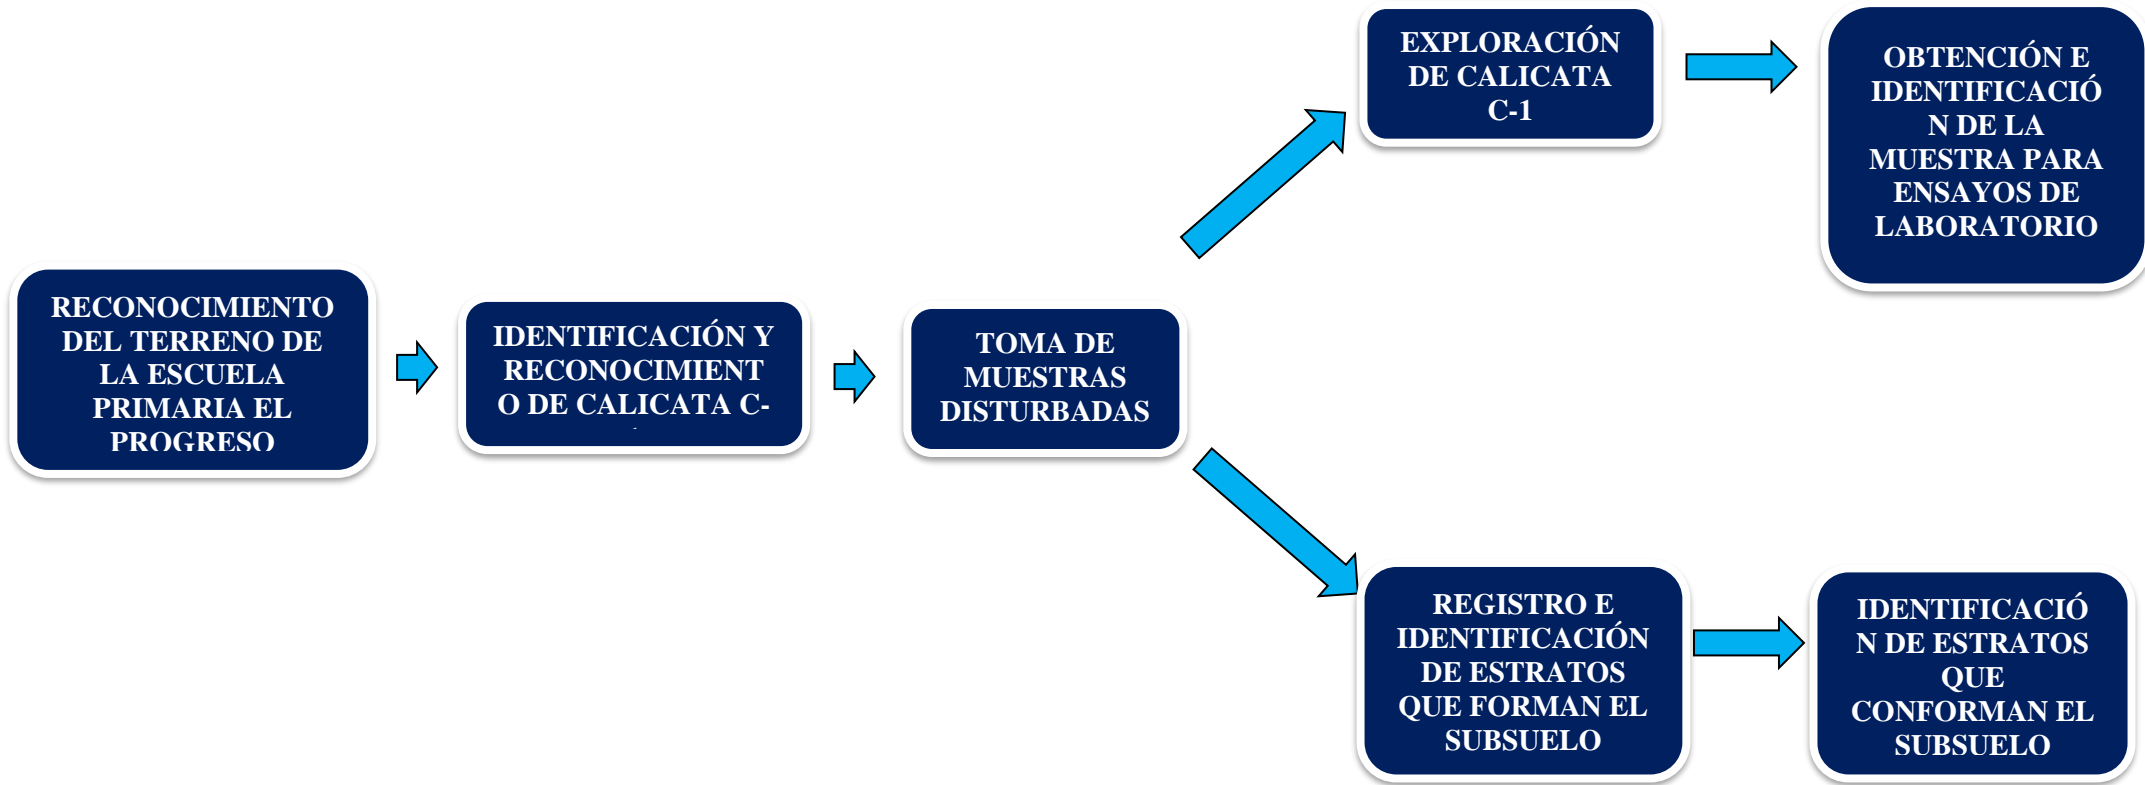 RECONOCIMIENTO
DEL TERRENO DE
LA ESCUELA
PRIMARIA EL
PROGRESO
IDENTIFICACIÓN Y
RECONOCIMIENT
O DE CALICATA C-
TOMA DE
MUESTRAS
DISTURBADAS
EXPLORACIÓN
DE CALICATA
C-1
OBTENCIÓN E
IDENTIFICACIÓ
N DE LA
MUESTRA PARA
ENSAYOS DE
LABORATORIO
REGISTRO E
IDENTIFICACIÓN
DE ESTRATOS
QUE FORMAN EL
SUBSUELO
IDENTIFICACIÓ
N DE ESTRATOS
QUE
CONFORMAN EL
SUBSUELO